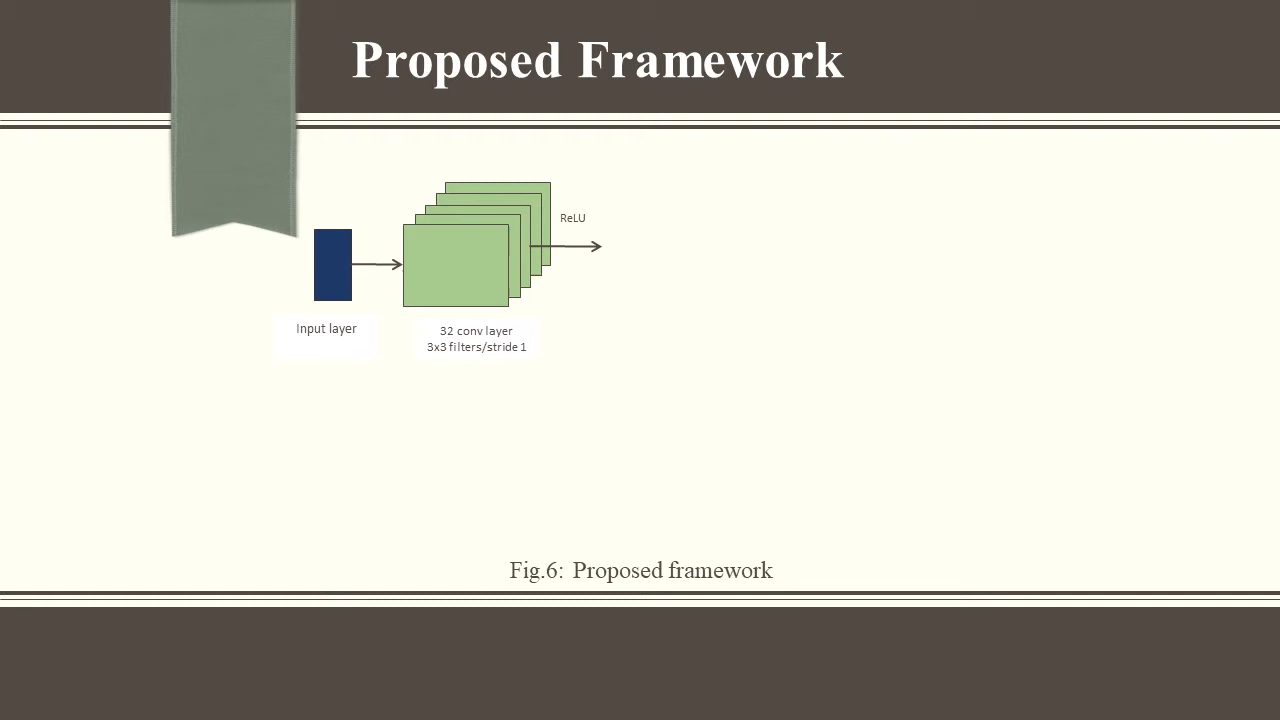 Proposed Framework
ReLU
Input layer
32 conv layer
3x3 filters/stride 1
Fig.6: Proposed framework